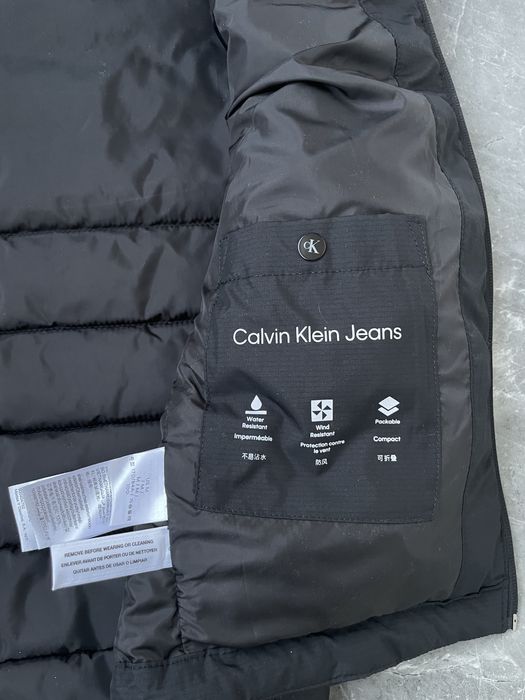 CK
Calvin Klein Jeans
Water
Resistant
Imperméable
不易沾水
Wind
Resistant
Protection contre
le vent
防风
Packable
Compact
可折叠
REMOVE BEFORE WEARING OR CLEANING
ENLEVER AVANT DE PORTER OU DE NETTOYER
QUITAR ANTES DE USAR O LIMPIAR